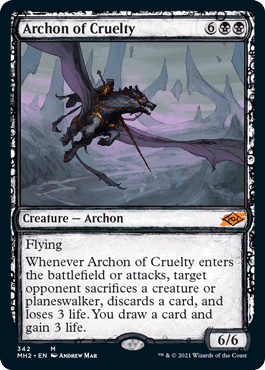 Archon of Cruelty 6
Creature — Archon
Flying
Whenever Archon of Cruelty enters
the battlefield or attacks, target
opponent sacrifices a creature or
planeswalker, discards a card, and
loses 3 life. You draw a card and
gain 3 life.
6/6
342 M
MH2 • EN Andrew Mar ™ & © 2021 Wizards of the Coast